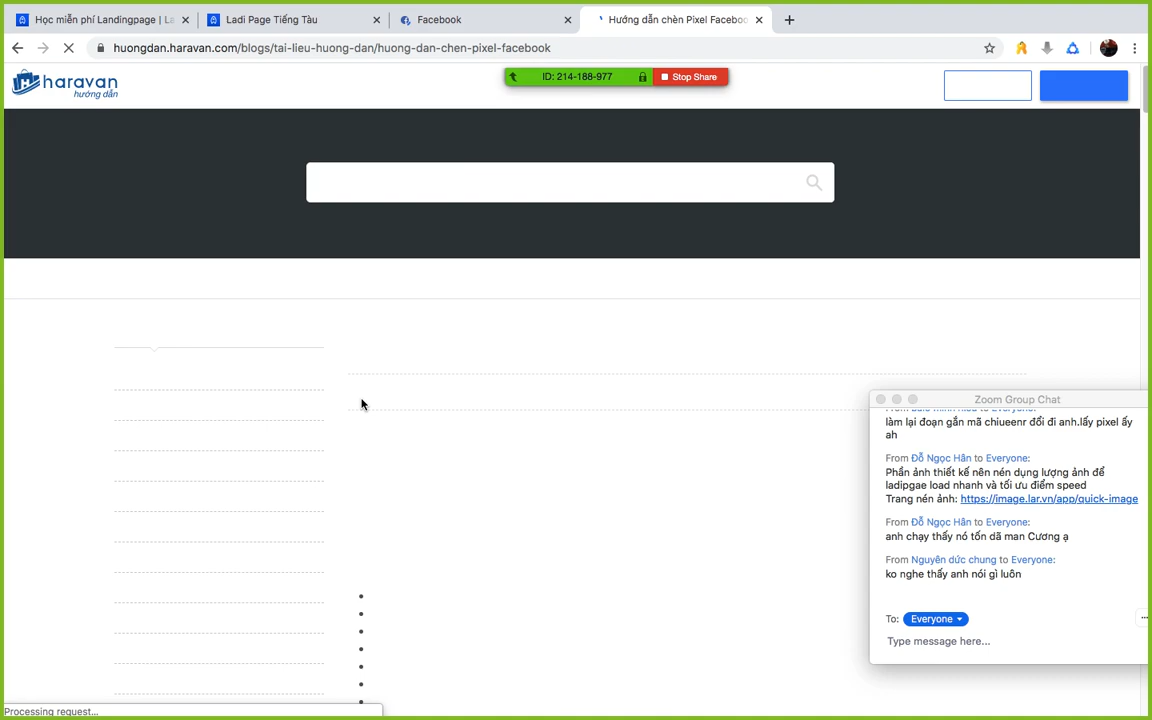 Học miễn phí Landingpage | La
Ladi Page Tiếng Tàu
Facebook
Hướng dẫn chèn Pixel Faceboo
huongdan.haravan.com/blogs/tai-lieu-huong-dan/huong-dan-chen-pixel-facebook
haravan
hướng dẫn
ID: 214-188-977
Stop Share
Zoom Group Chat
làm lại đoạn gắn mã chiueenr đổi đi anh.lấy pixel ấy
ah
From Đỗ Ngọc Hân to Everyone:
Phần ảnh thiết kế nên nén dụng lượng ảnh để
ladipgae load nhanh và tối ưu điểm speed
Trang nén ảnh: https://image.lar.vn/app/quick-image
From Đỗ Ngọc Hân to Everyone:
anh chạy thấy nó tốn dã man Cương ạ
From Nguyên dức chung to Everyone:
ko nghe thấy anh nói gì luôn
To: Everyone
Type message here...
Processing request...